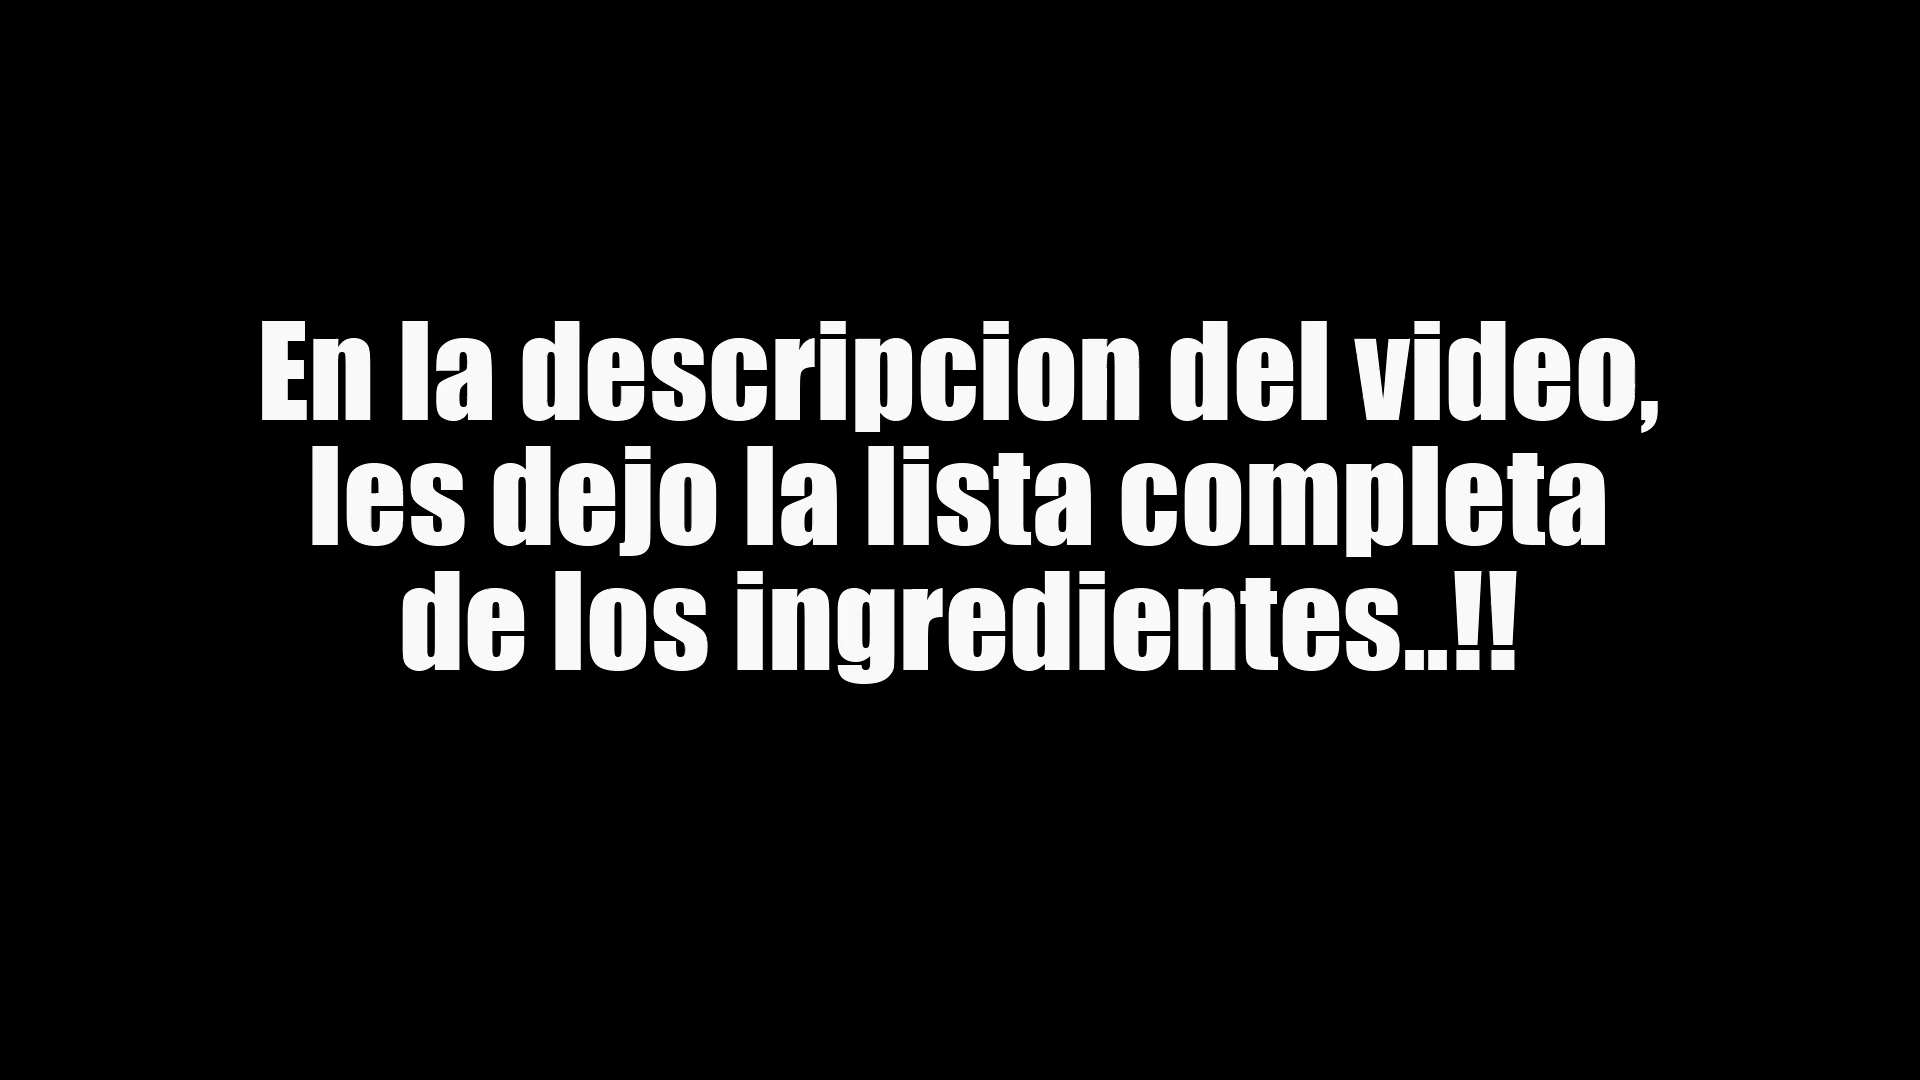 En la descripcion del video,
les dejo la lista completa
de los ingredientes..!!